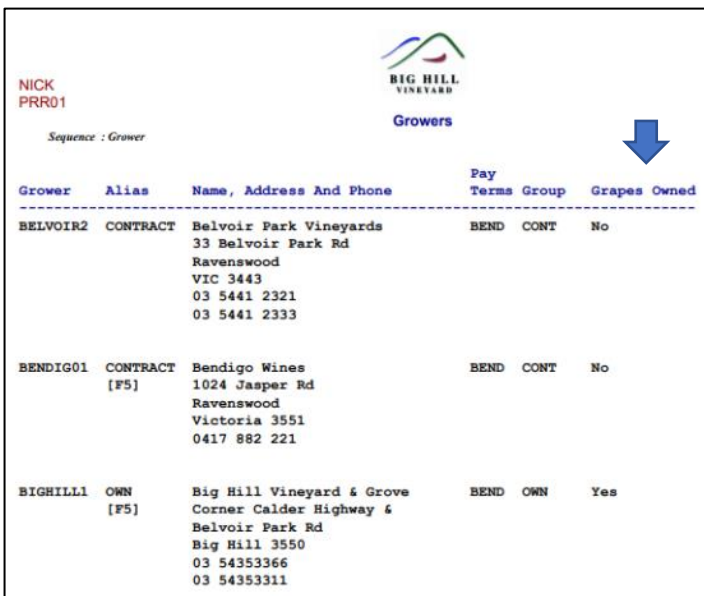 BIG HILL
VINEYARD
NICK
PRR01
Growers
Sequence : Grower
Pay
Grower Alias Name, Address And Phone Terms Group Grapes Owned
BELVOIR2 CONTRACT Belvoir Park Vineyards BEND CONT No
33 Belvoir Park Rd
Ravenswood
VIC 3443
03 5441 2321
03 5441 2333
BENDIG01 CONTRACT Bendigo Wines BEND CONT No
[F5] 1024 Jasper Rd
Ravenswood
Victoria 3551
0417 882 221
BIGHILL1 OWN Big Hill Vineyard & Grove BEND OWN Yes
[F5] Corner Calder Highway &
Belvoir Park Rd
Big Hill 3550
03 54353366
03 54353311